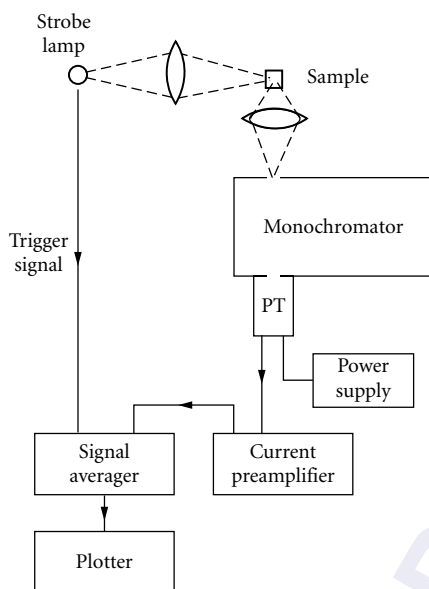 Strobe
lamp
Sample
Monochromator
Trigger
signal
PT
Power
supply
Signal
averager
Current
preamplifier
Plotter